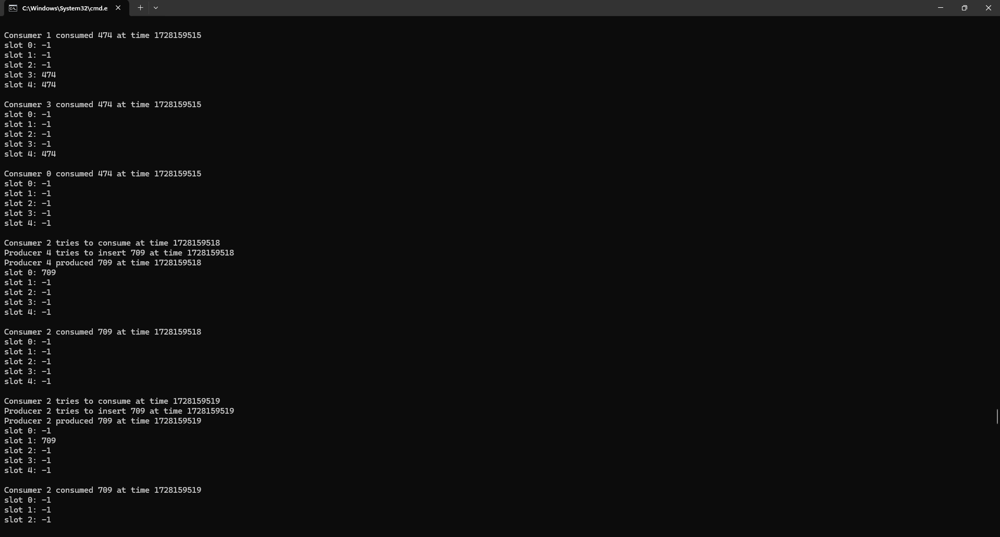 C:\Windows\System32\cmd.e
Consumer 1 consumed 474 at time 1728159515
slot 0: -1
slot 1: -1
slot 2: -1
slot 3: 474
slot 4: 474
Consumer 3 consumed 474 at time 1728159515
slot 0: -1
slot 1: -1
slot 2: -1
slot 3: -1
slot 4: 474
Consumer 0 consumed 474 at time 1728159515
slot 0: -1
slot 1: -1
slot 2: -1
slot 3: -1
slot 4: -1
Consumer 2 tries to consume at time 1728159518
Producer 4 tries to insert 709 at time 1728159518
Producer 4 produced 709 at time 1728159518
slot 0: 709
slot 1: -1
slot 2: -1
slot 3: -1
slot 4: -1
Consumer 2 consumed 709 at time 1728159518
slot 0: -1
slot 1: -1
slot 2: -1
slot 3: -1
slot 4: -1
Consumer 2 tries to consume at time 1728159519
Producer 2 tries to insert 709 at time 1728159519
Producer 2 produced 709 at time 1728159519
slot 0: -1
slot 1: 709
slot 2: -1
slot 3: -1
slot 4: -1
Consumer 2 consumed 709 at time 1728159519
slot 0: -1
slot 1: -1
slot 2: -1